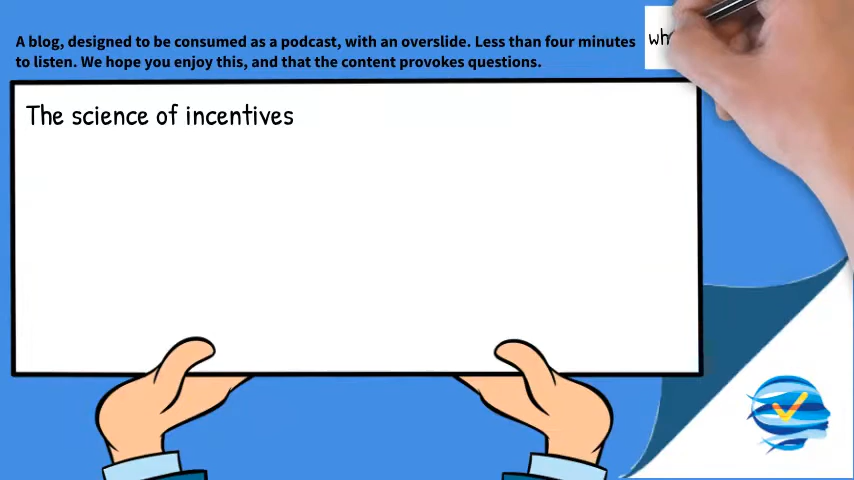 A blog, designed to be consumed as a podcast, with an overslide. Less than four minutes
to listen. We hope you enjoy this, and that the content provokes questions.
The science of incentives